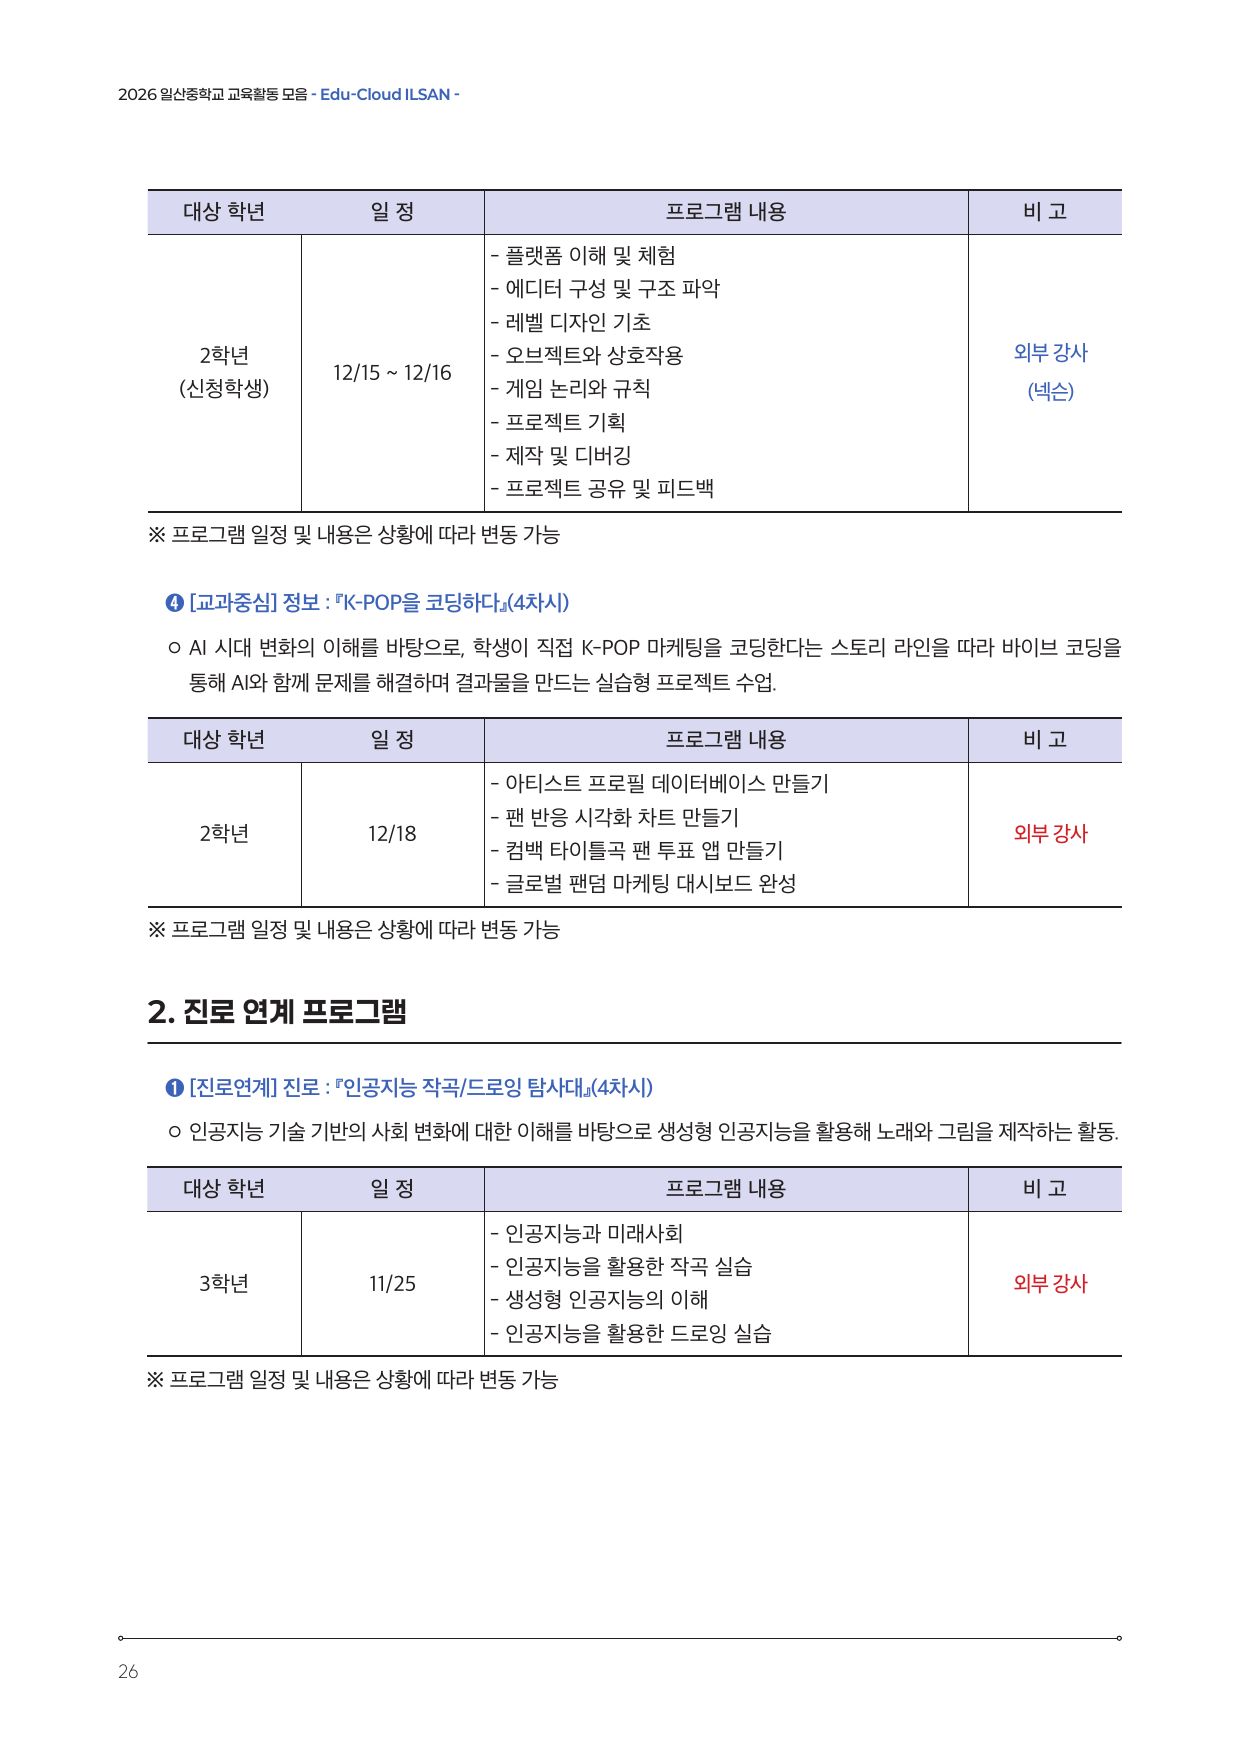 2026 일산중학교 교육활동 모음 - Edu-Cloud ILSAN -
대상 학년 일 정 프로그램 내용 비 고
2학년
(신청학생)
12/15 ~ 12/16
- 플랫폼 이해 및 체험
- 에디터 구성 및 구조 파악
- 레벨 디자인 기초
- 오브젝트와 상호작용
- 게임 논리와 규칙
- 프로젝트 기획
- 제작 및 디버깅
- 프로젝트 공유 및 피드백
외부 강사
(넥슨)
※ 프로그램 일정 및 내용은 상황에 따라 변동 가능
❹ [교과중심] 정보 : 『K-POP을 코딩하다』(4차시)
ㅇ AI 시대 변화의 이해를 바탕으로, 학생이 직접 K-POP 마케팅을 코딩한다는 스토리 라인을 따라 바이브 코딩을
통해 AI와 함께 문제를 해결하며 결과물을 만드는 실습형 프로젝트 수업.
대상 학년 일 정 프로그램 내용 비 고
2학년
12/18
- 아티스트 프로필 데이터베이스 만들기
- 팬 반응 시각화 차트 만들기
- 컴백 타이틀곡 팬 투표 앱 만들기
- 글로벌 팬덤 마케팅 대시보드 완성
외부 강사
※ 프로그램 일정 및 내용은 상황에 따라 변동 가능
2. 진로 연계 프로그램
❶ [진로연계] 진로 : 『인공지능 작곡/드로잉 탐사대』(4차시)
ㅇ 인공지능 기술 기반의 사회 변화에 대한 이해를 바탕으로 생성형 인공지능을 활용해 노래와 그림을 제작하는 활동.
대상 학년 일 정 프로그램 내용 비 고
3학년
11/25
- 인공지능과 미래사회
- 인공지능을 활용한 작곡 실습
- 생성형 인공지능의 이해
- 인공지능을 활용한 드로잉 실습
외부 강사
※ 프로그램 일정 및 내용은 상황에 따라 변동 가능
26